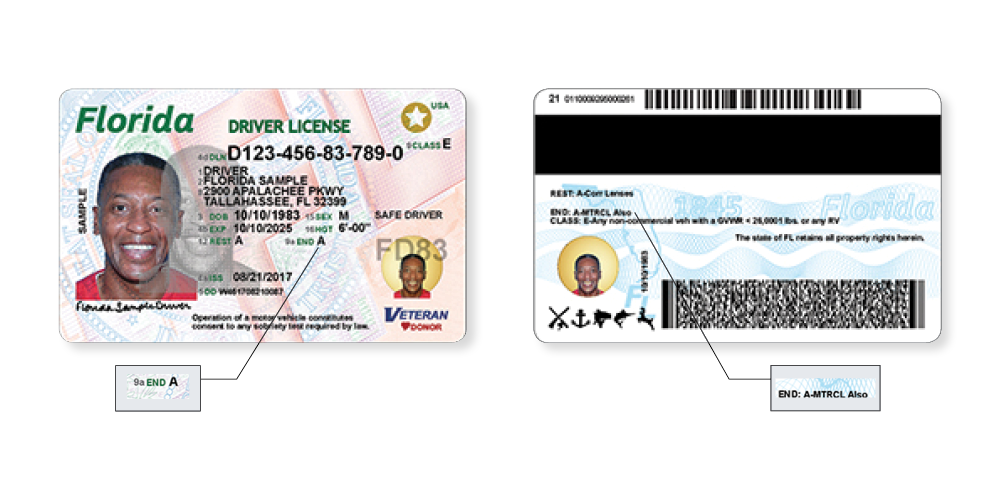 Florida
DRIVER LICENSE
USA
9 CLASS E
4d DLN D123-456-83-789-0
1 DRIVER
2 FLORIDA SAMPLE
8 2900 APALACHEE PKWY
TALLAHASSEE, FL 32399
SAMPLE
3 DOB 10/10/1983 15 SEX M
SAFE DRIVER
4b EXP 10/10/2025 16 HGT 6'-00"
12 REST A 9a END A
FD83
4a ISS 08/21/2017
5 DD W461708210087
Florida Sample Driver
Operation of a motor vehicle constitutes
consent to any sobriety test required by law.
VETERAN
DONOR
9a END A
21 0110009295000261
REST: A-Corr Lenses
END: A-MTRCL Also
CLASS: E-Any non-commercial veh with a GVWR < 26,0001 lbs. or any RV
1845
Florida
The state of FL retains all property rights herein.
10/10/1983
END: A-MTRCL Also